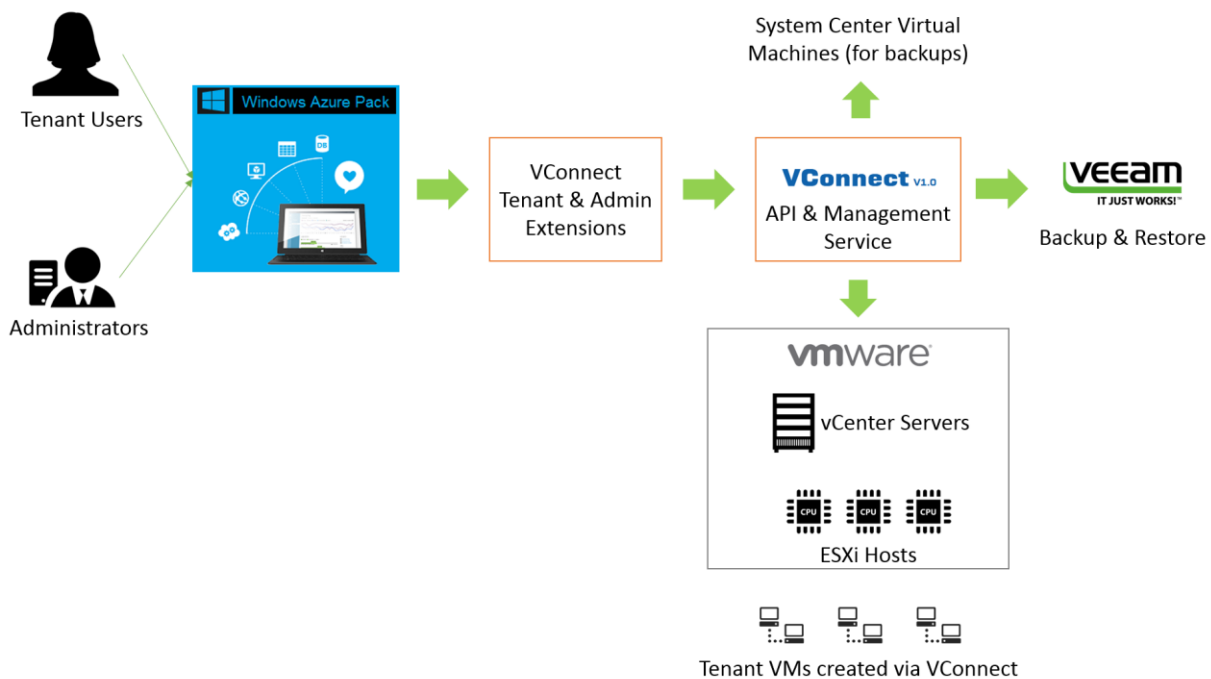 System Center Virtual
Machines (for backups)
Tenant Users
Windows Azure Pack
DB
VConnect
Tenant & Admin
Extensions
VConnect V1.0
API & Management
Service
veeam
IT JUST WORKS!™
Backup & Restore
Administrators
vmware®
vCenter Servers
CPU
CPU
CPU
ESXi Hosts
Tenant VMs created via VConnect